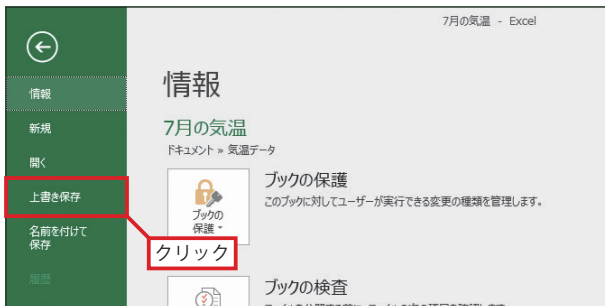 7月の気温 - Excel
情報
新規
開く
上書き保存
名前を付けて
保存
履歴
情報
7月の気温
ドキュメント » 気温データ
ブックの
保護
ブックの保護
このブックに対してユーザーが実行できる変更の種類を管理します。
クリック
ブックの検査